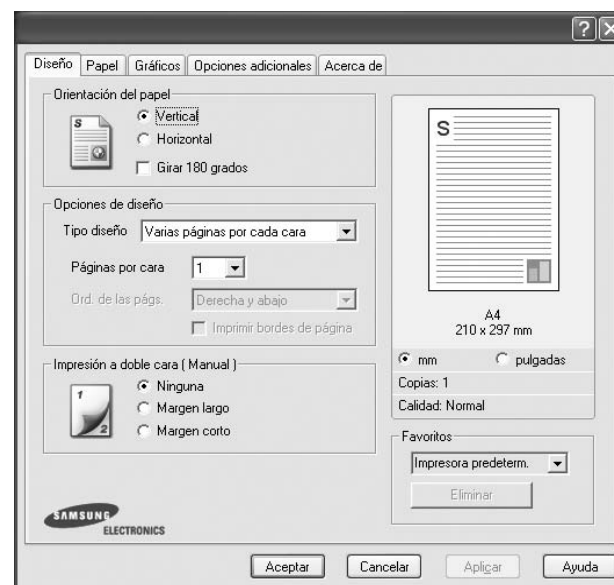 Diseño Papel Gráficos Opciones adicionales Acerca de
Orientación del papel
S
Vertical
Horizontal
Girar 180 grados
Opciones de diseño
Tipo diseño Varias páginas por cada cara
Páginas por cara 1
Ord. de las págs. Derecha y abajo
Imprimir bordes de página
Impresión a doble cara ( Manual )
1
2
Ninguna
Margen largo
Margen corto
SAMSUNG
ELECTRONICS
S
A4
210 x 297 mm
mm pulgadas
Copias: 1
Calidad: Normal
Favoritos
Impresora predeterm.
Eliminar
Aceptar Cancelar Aplicar Ayuda